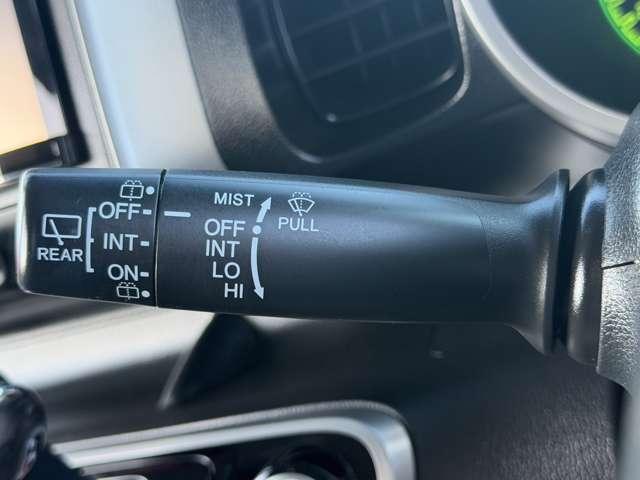 OFF
INT
ON
REAR
MIST
OFF
INT
LO
HI
PULL